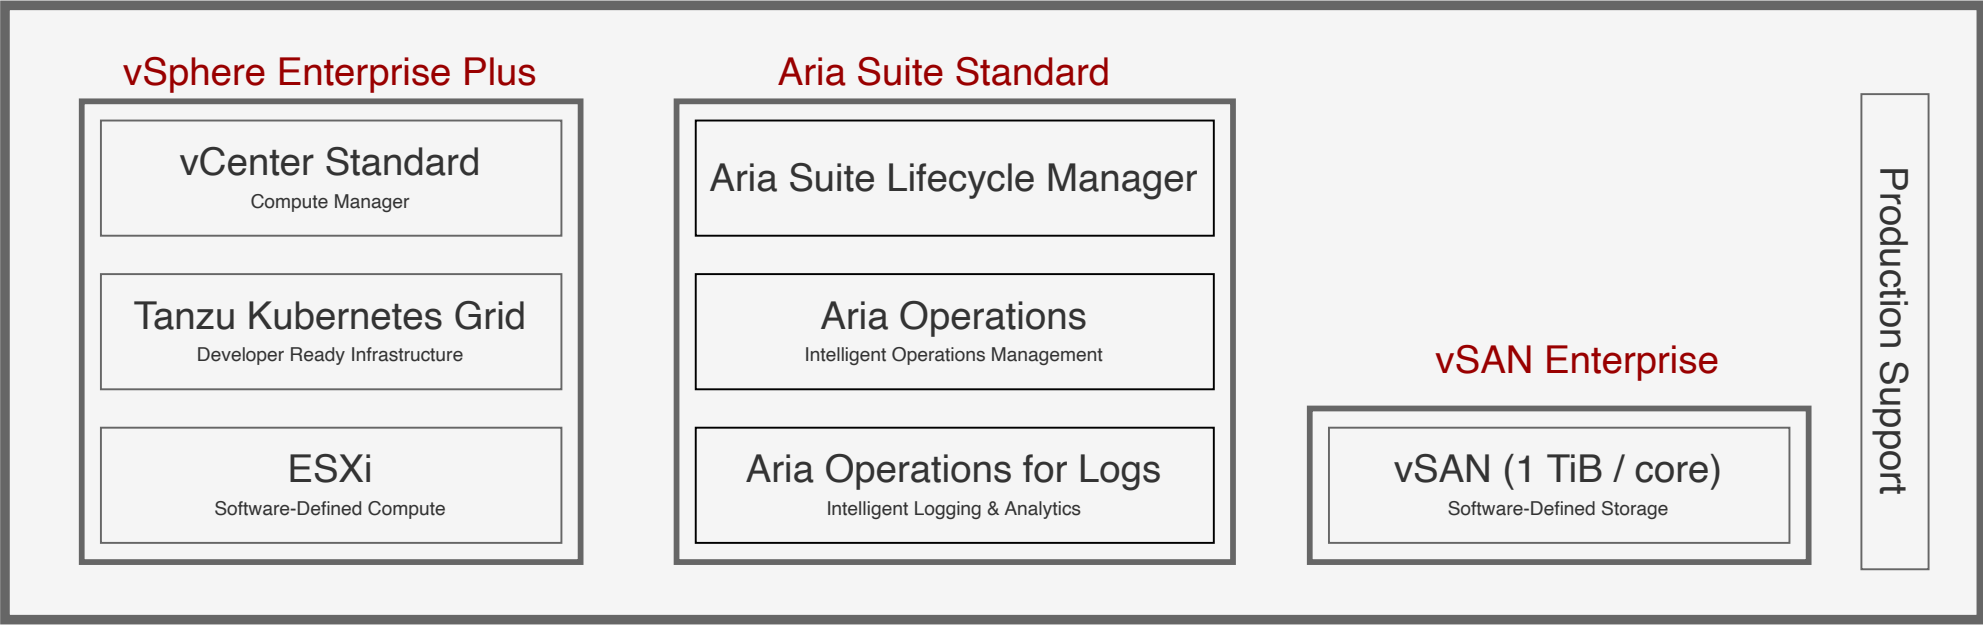 vSphere Enterprise Plus
vCenter Standard
Compute Manager
Tanzu Kubernetes Grid
Developer Ready Infrastructure
ESXi
Software-Defined Compute
Aria Suite Standard
Aria Suite Lifecycle Manager
Aria Operations
Intelligent Operations Management
Aria Operations for Logs
Intelligent Logging & Analytics
vSAN Enterprise
vSAN (1 TiB / core)
Software-Defined Storage
Production Support